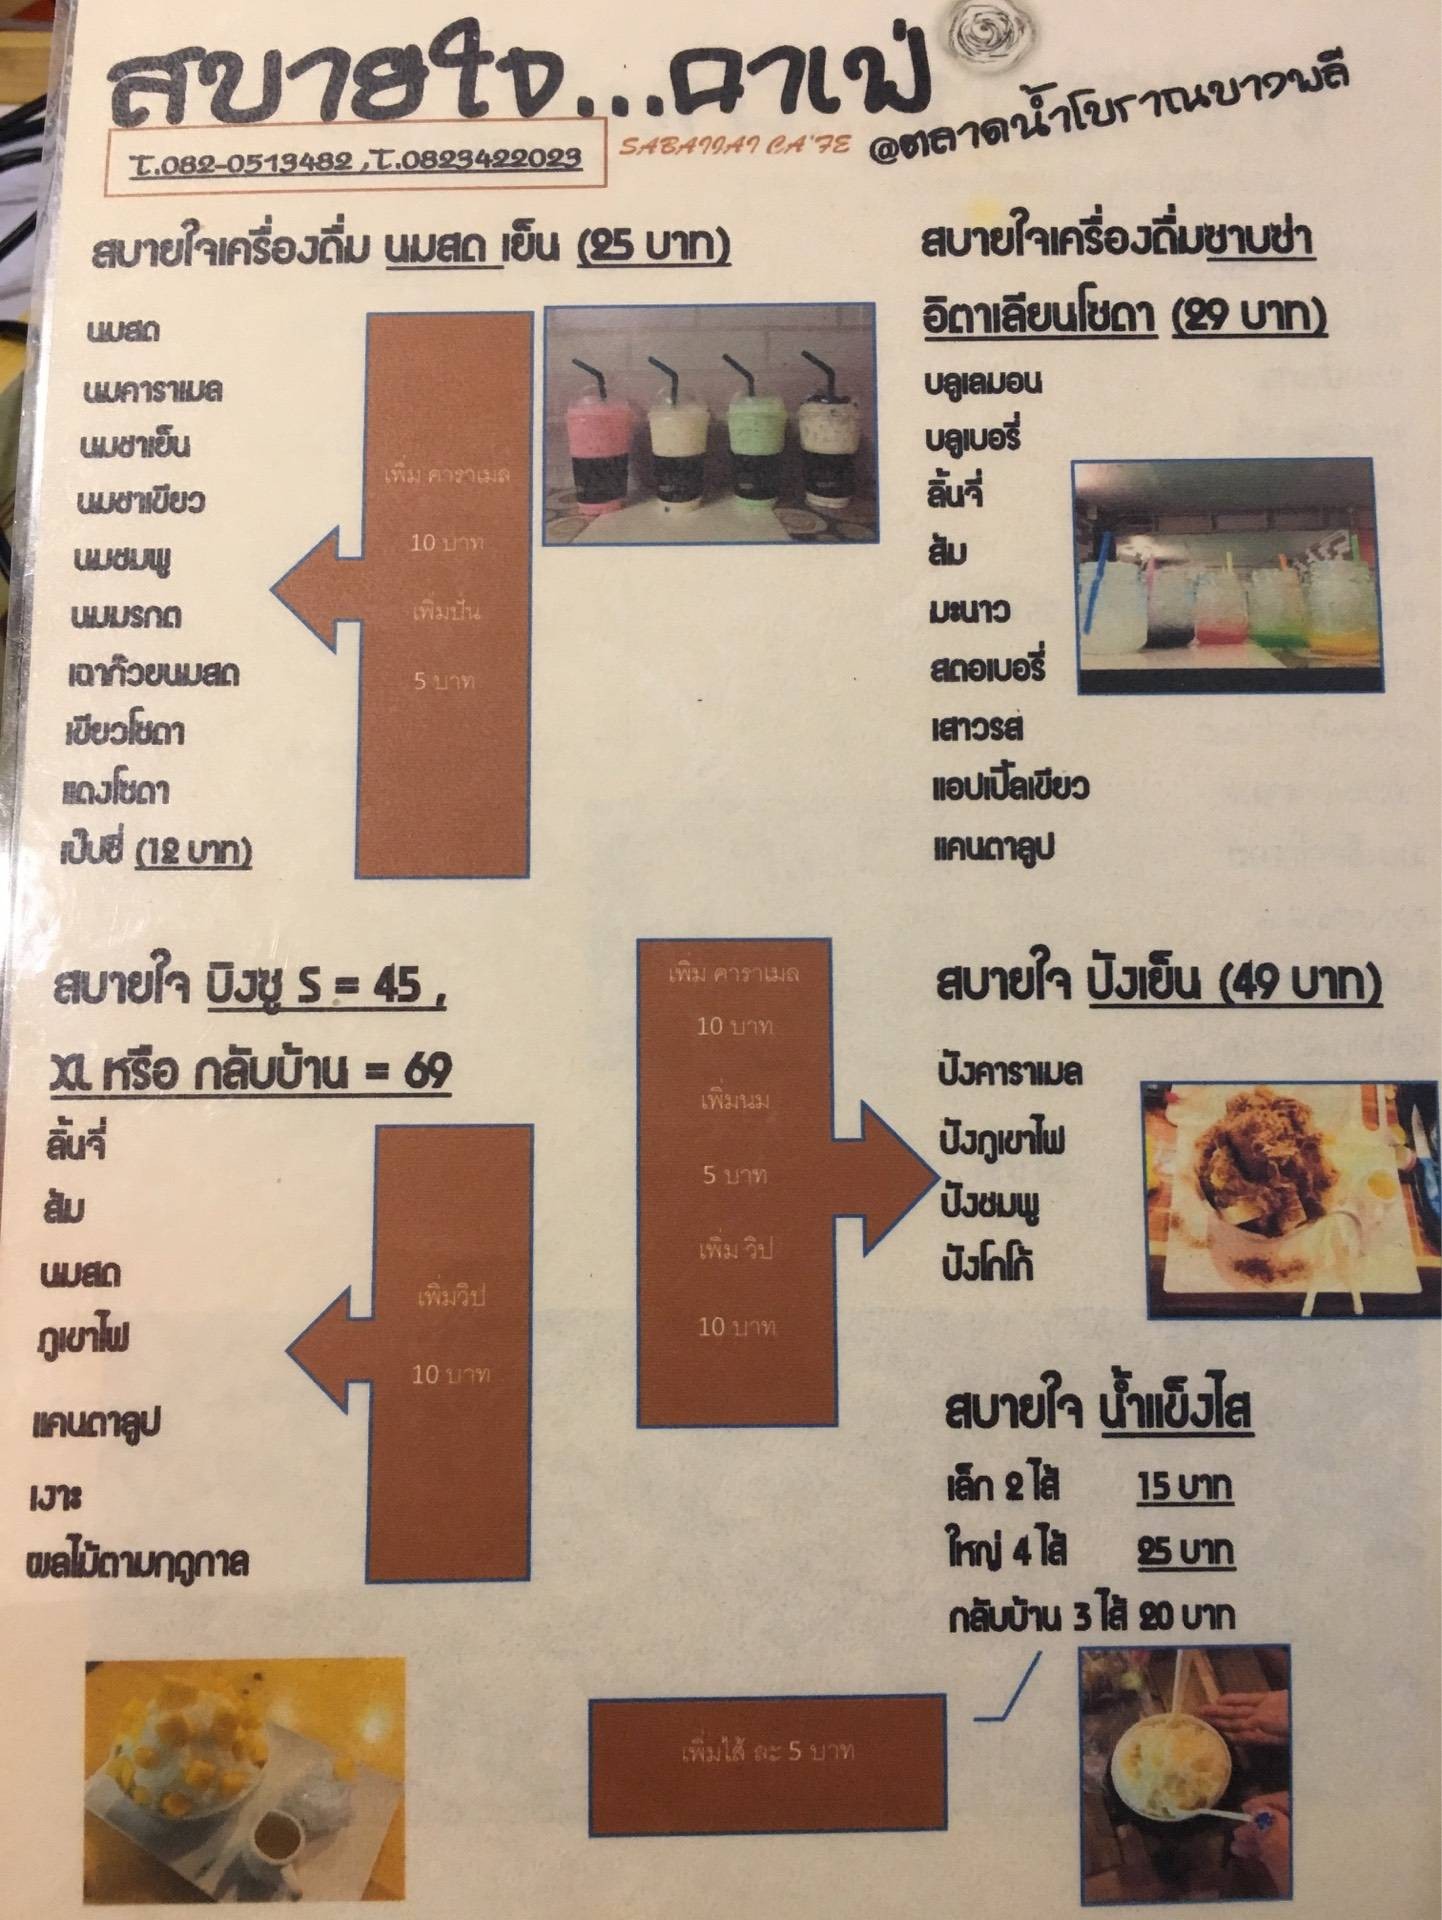 สบายใจ...คาเฟ่
@ตลาดน้ำโบราณบางพลี
SABAIJAI CA'FE
T.082-0513482 ,T.0823422023
สบายใจเครื่องดื่ม นมสด เย็น (25 บาท)
นมสด
นมคาราเมล
นมชาเย็น
นมชาเขียว
นมชมพู
นมมรกต
เฉาก๊วยนมสด
เขียวโซดา
แดงโซดา
เป๊บซี่ (12 บาท)
เพิ่ม คาราเมล
10 บาท
เพิ่มปั่น
5 บาท
สบายใจเครื่องดื่มซาบซ่า
อิตาเลียนโซดา (29 บาท)
บลูเลมอน
บลูเบอรี่
ลิ้นจี่
ส้ม
มะนาว
สตอเบอรี่
เสาวรส
แอปเปิ้ลเขียว
แคนตาลูป
สบายใจ บิงซู S = 45 ,
XL หรือ กลับบ้าน = 69
ลิ้นจี่
ส้ม
นมสด
ภูเขาไฟ
แคนตาลูป
เงาะ
ผลไม้ตามฤดูกาล
เพิ่มวิป
10 บาท
เพิ่ม คาราเมล
10 บาท
เพิ่มนม
5 บาท
เพิ่ม วิป
10 บาท
สบายใจ ปังเย็น (49 บาท)
ปังคาราเมล
ปังภูเขาไฟ
ปังชมพู
ปังโกโก้
สบายใจ น้ำแข็งไส
เล็ก 2 ไส้ 15 บาท
ใหญ่ 4 ไส้ 25 บาท
กลับบ้าน 3 ไส้ 20 บาท
เพิ่มไส้ ละ 5 บาท